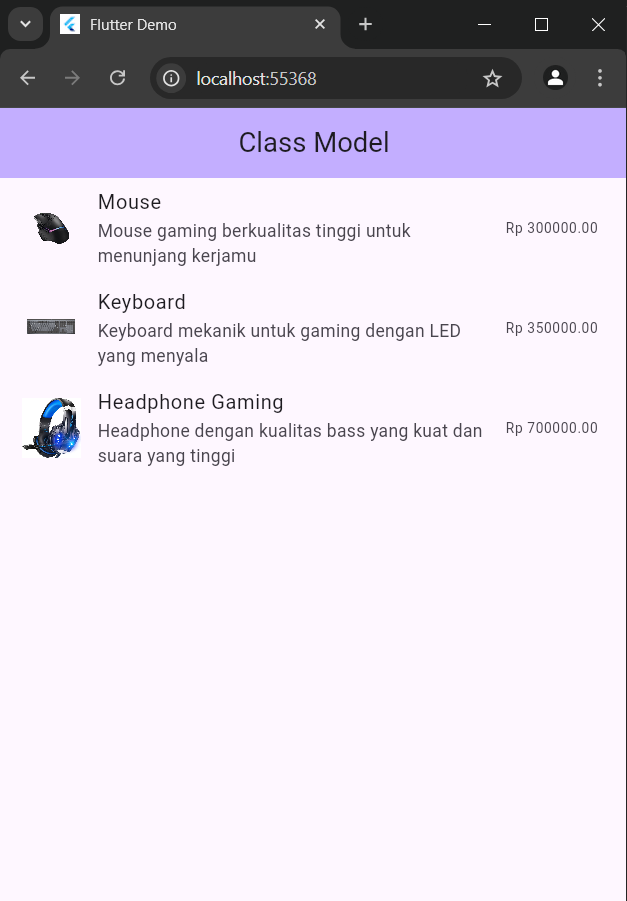 Flutter Demo
localhost:55368
Class Model
Mouse
Mouse gaming berkualitas tinggi untuk
menunjang kerjamu
Rp 300000.00
Keyboard
Keyboard mekanik untuk gaming dengan LED
yang menyala
Rp 350000.00
Headphone Gaming
Headphone dengan kualitas bass yang kuat dan
suara yang tinggi
Rp 700000.00